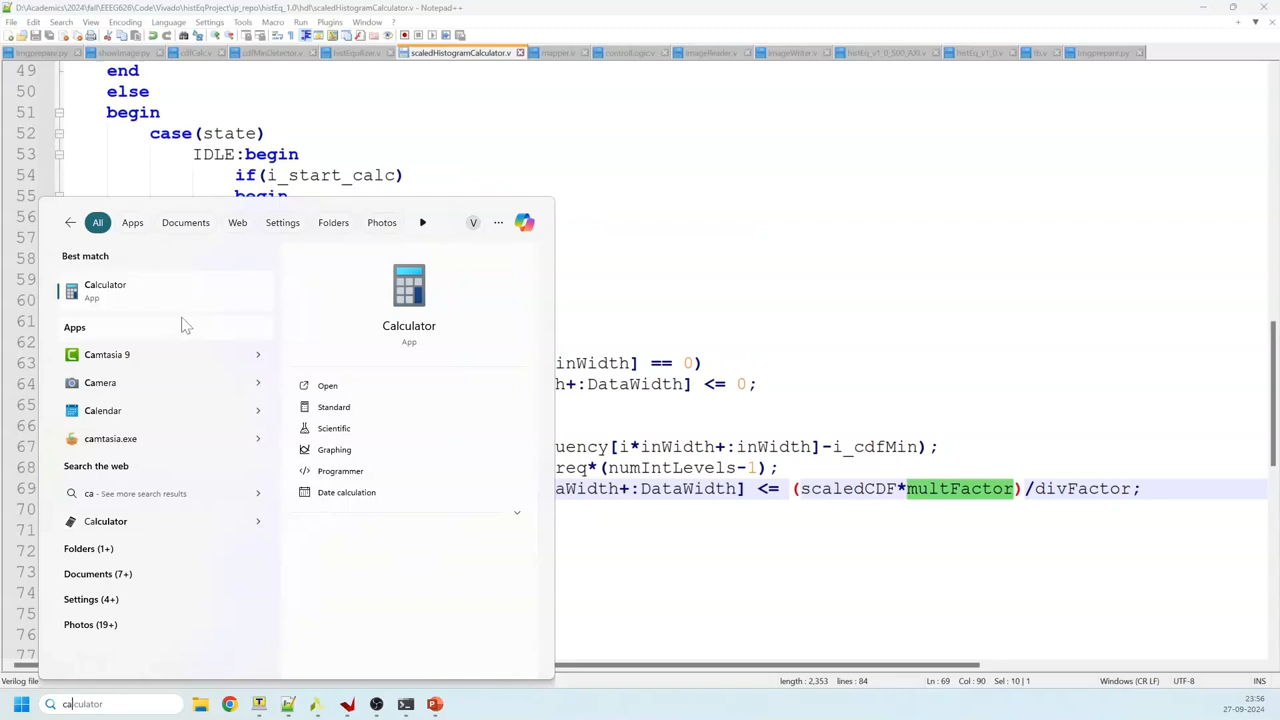 D:\Academics\2024\fall\EEEG626\code\Vivado\histEqProject\ip_repo\histEq_1.0\hdl\scaledHistogramCalculator.v - Notepad++
File Edit Search View Encoding Language Settings Tools Macro Run Plugins Window ?
imgprepare.py showImage.py cdfCalc.v cdfMinDetector.v histEqulizer.v scaledHistogramCalculator.v mapper.v controlLogic.v imageReader.v imageWriter.v histEq_v1_0_S00_AXI.v histEq_v1_0.v tb.v imgprepare.py
49 end
50 else
51 begin
52 case(state)
53 IDLE:begin
54 if(i_start_calc)
55 begin
56
57
58
59
60
61
62
63 inWidth] == 0)
64 h+:DataWidth] <= 0;
65
66
67 uency[i*inWidth+:inWidth]-i_cdfMin);
68 req*(numIntLevels-1);
69 aWidth+:DataWidth] <= (scaledCDF*multFactor)/divFactor;
70
71
72
73
74
75
76
77
All Apps Documents Web Settings Folders Photos V
Best match
Calculator
App
Apps
Camtasia 9
Camera
Calendar
camtasia.exe
Search the web
ca - See more search results
Calculator
Folders (1+)
Documents (7+)
Settings (4+)
Photos (19+)
Calculator
App
Open
Standard
Scientific
Graphing
Programmer
Date calculation
Verilog file length : 2,353 lines : 84 Ln : 69 Col : 90 Sel : 10 | 1 Windows (CR LF) UTF-8 INS
calculator
23:56
27-09-2024